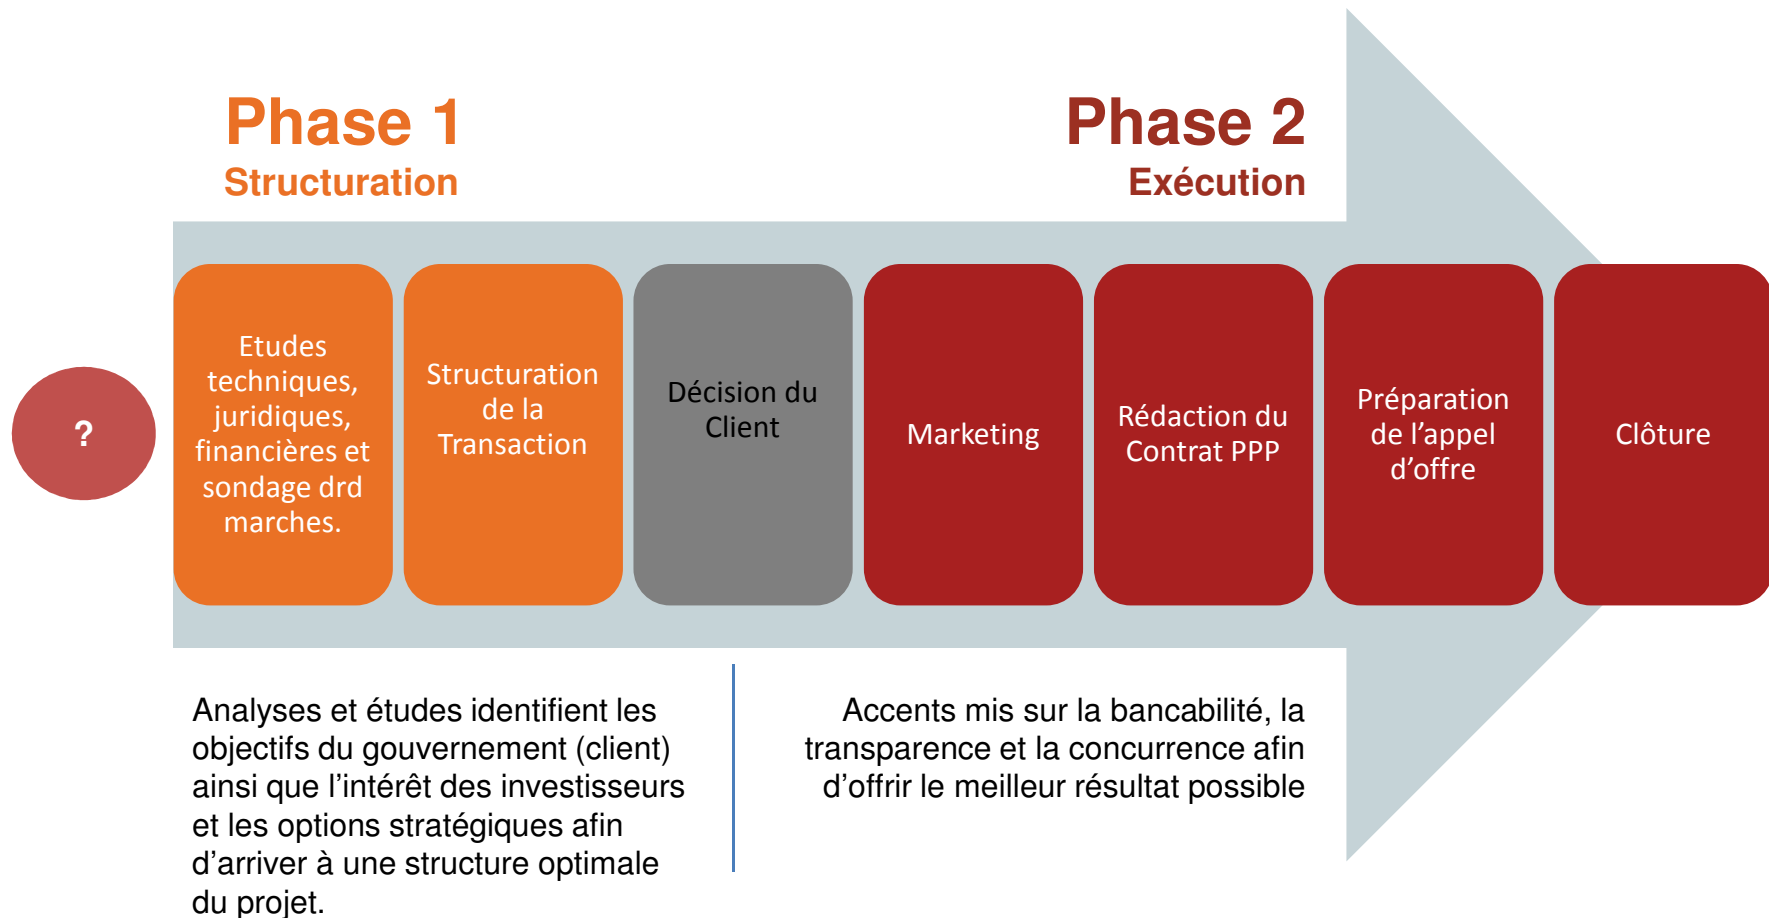 Phase 1
Structuration
Phase 2
Exécution
?
Etudes
techniques,
juridiques,
financières et
sondage drd
marches.
Structuration
de la
Transaction
Décision du
Client
Marketing
Rédaction du
Contrat PPP
Préparation
de l’appel
d’offre
Clôture
Analyses et études identifient les
objectifs du gouvernement (client)
ainsi que l’intérêt des investisseurs
et les options stratégiques afin
d’arriver à une structure optimale
du projet.
Accents mis sur la bancabilité, la
transparence et la concurrence afin
d’offrir le meilleur résultat possible